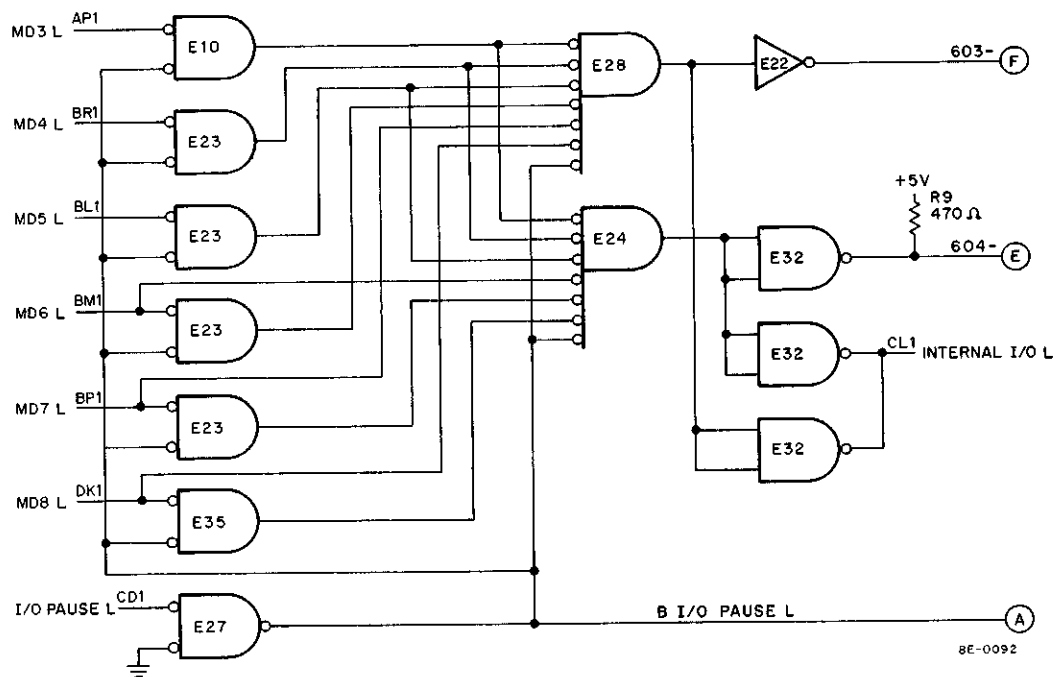 MD3 L AP1
E10
E28
E22
603-
F
MD4 L BR1
E23
MD5 L BL1
E23
+5V
R9
470Ω
E24
E32
604-
E
MD6 L BM1
E23
E32
CL1
INTERNAL I/O L
MD7 L BP1
E23
E32
MD8 L DK1
E35
I/O PAUSE L CD1
E27
B I/O PAUSE L
A
8E-0092